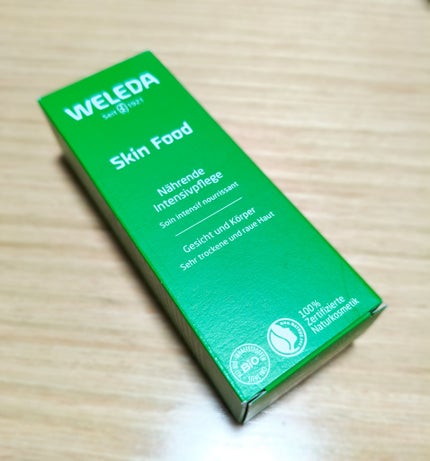 WELEDA
Seit 1921
Skin Food
Nährende
Intensivpflege
Soin intensif nourrissant
Gesicht und Körper
Sehr trockene und raue Haut
100%
Zertifizierte
Naturkosmetik
BIO